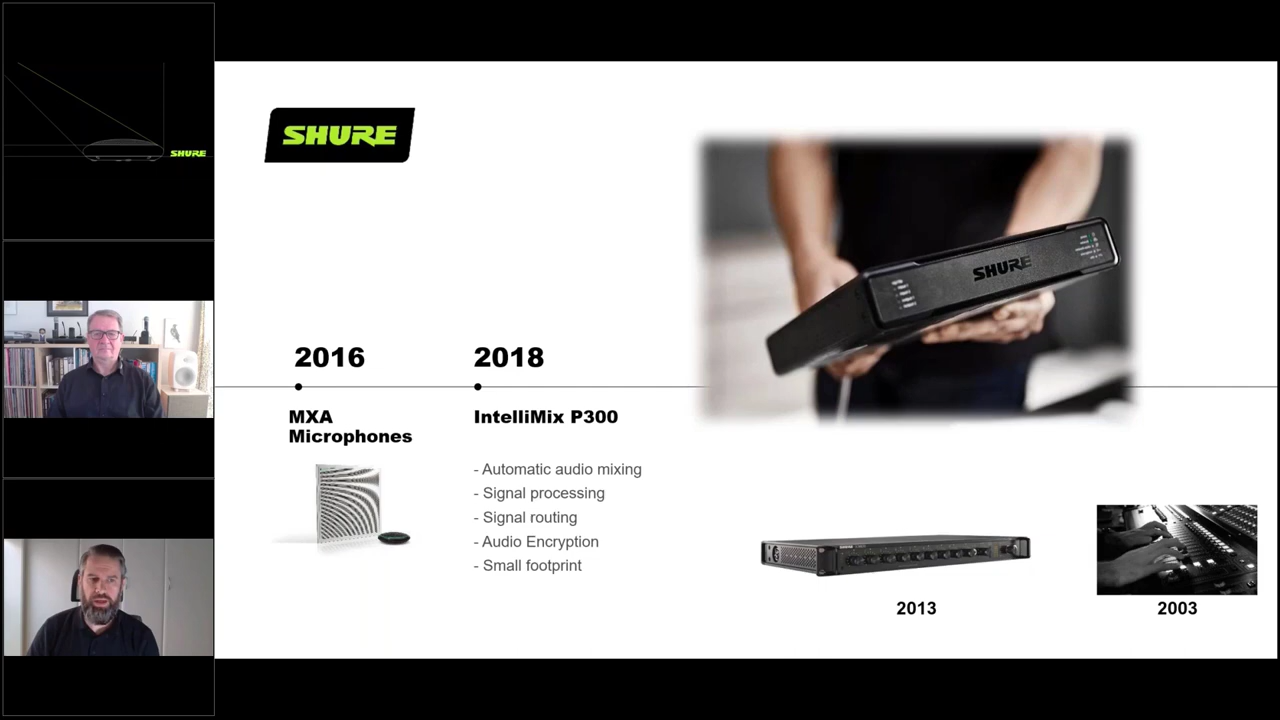 SHURE
SHURE
SHURE
2016
2018
MXA
Microphones
IntelliMix P300
- Automatic audio mixing
- Signal processing
- Signal routing
- Audio Encryption
- Small footprint
2013
2003